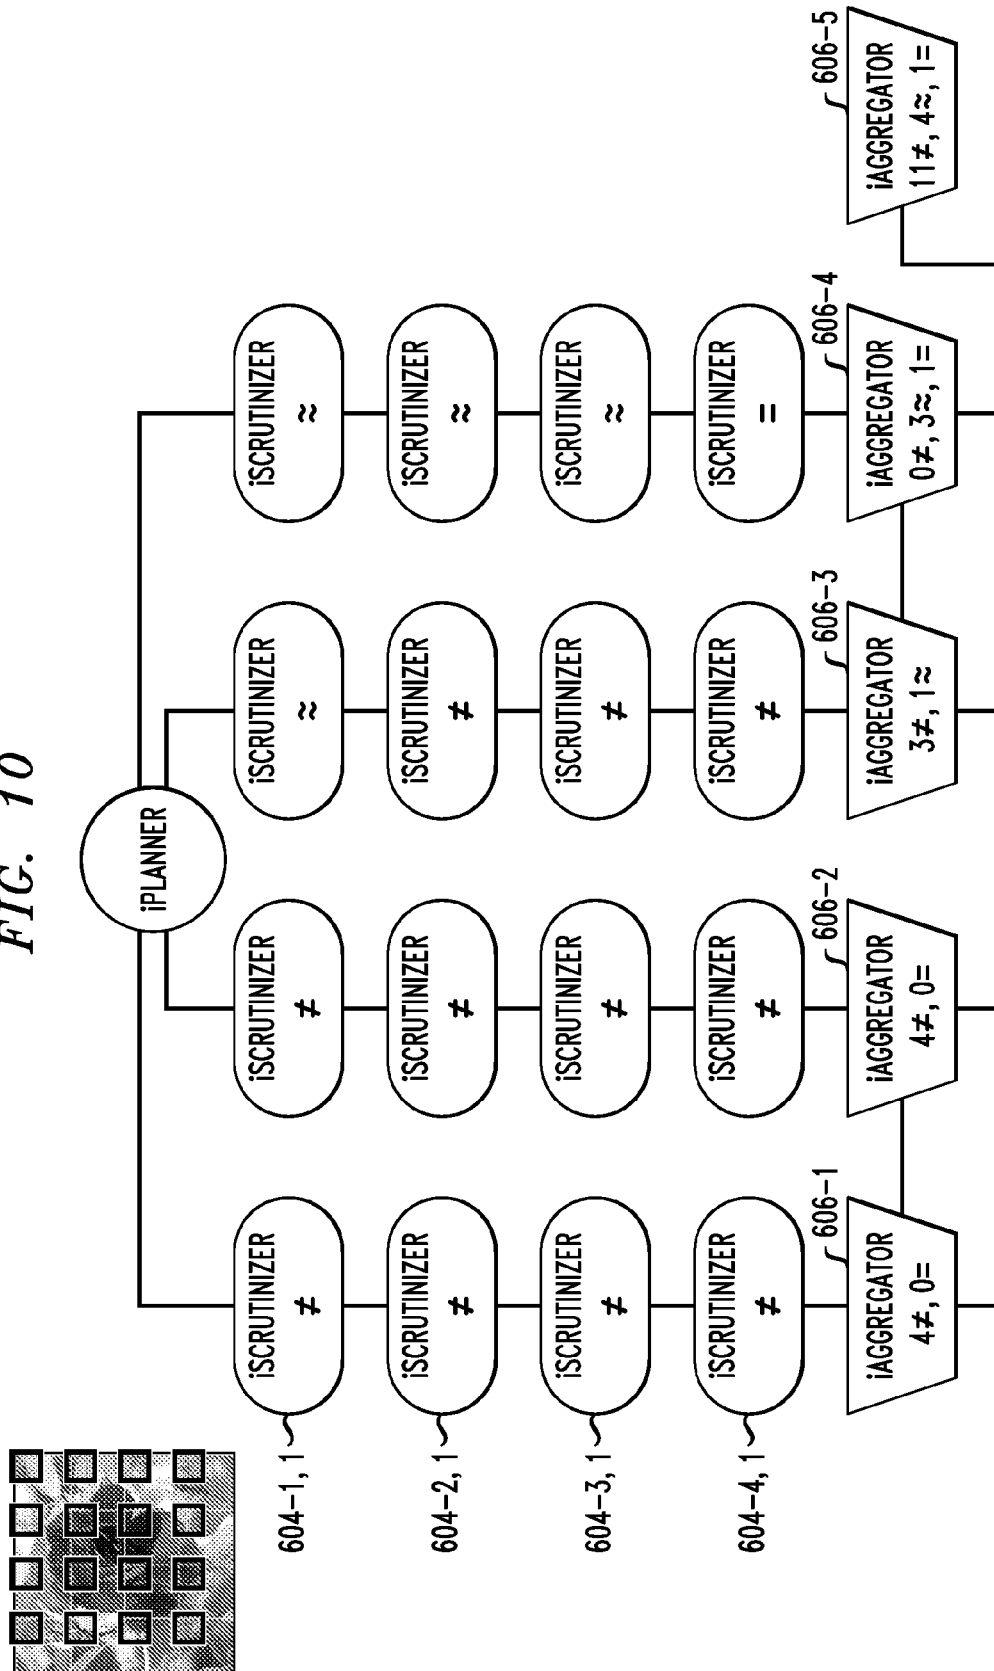 FIG. 10
iPLANNER
iSCRUTINIZER
≠
iSCRUTINIZER
≠
iSCRUTINIZER
≈
iSCRUTINIZER
≈
604-1, 1
iSCRUTINIZER
≠
iSCRUTINIZER
≠
iSCRUTINIZER
≠
iSCRUTINIZER
≈
604-2, 1
iSCRUTINIZER
≠
iSCRUTINIZER
≠
iSCRUTINIZER
≠
iSCRUTINIZER
≈
604-3, 1
iSCRUTINIZER
≠
iSCRUTINIZER
≠
iSCRUTINIZER
≠
iSCRUTINIZER
=
604-4, 1
606-1
606-2
606-3
606-4
606-5
iAGGREGATOR
4≠, 0=
iAGGREGATOR
4≠, 0=
iAGGREGATOR
3≠, 1≈
iAGGREGATOR
0≠, 3≈, 1=
iAGGREGATOR
11≠, 4≈, 1=